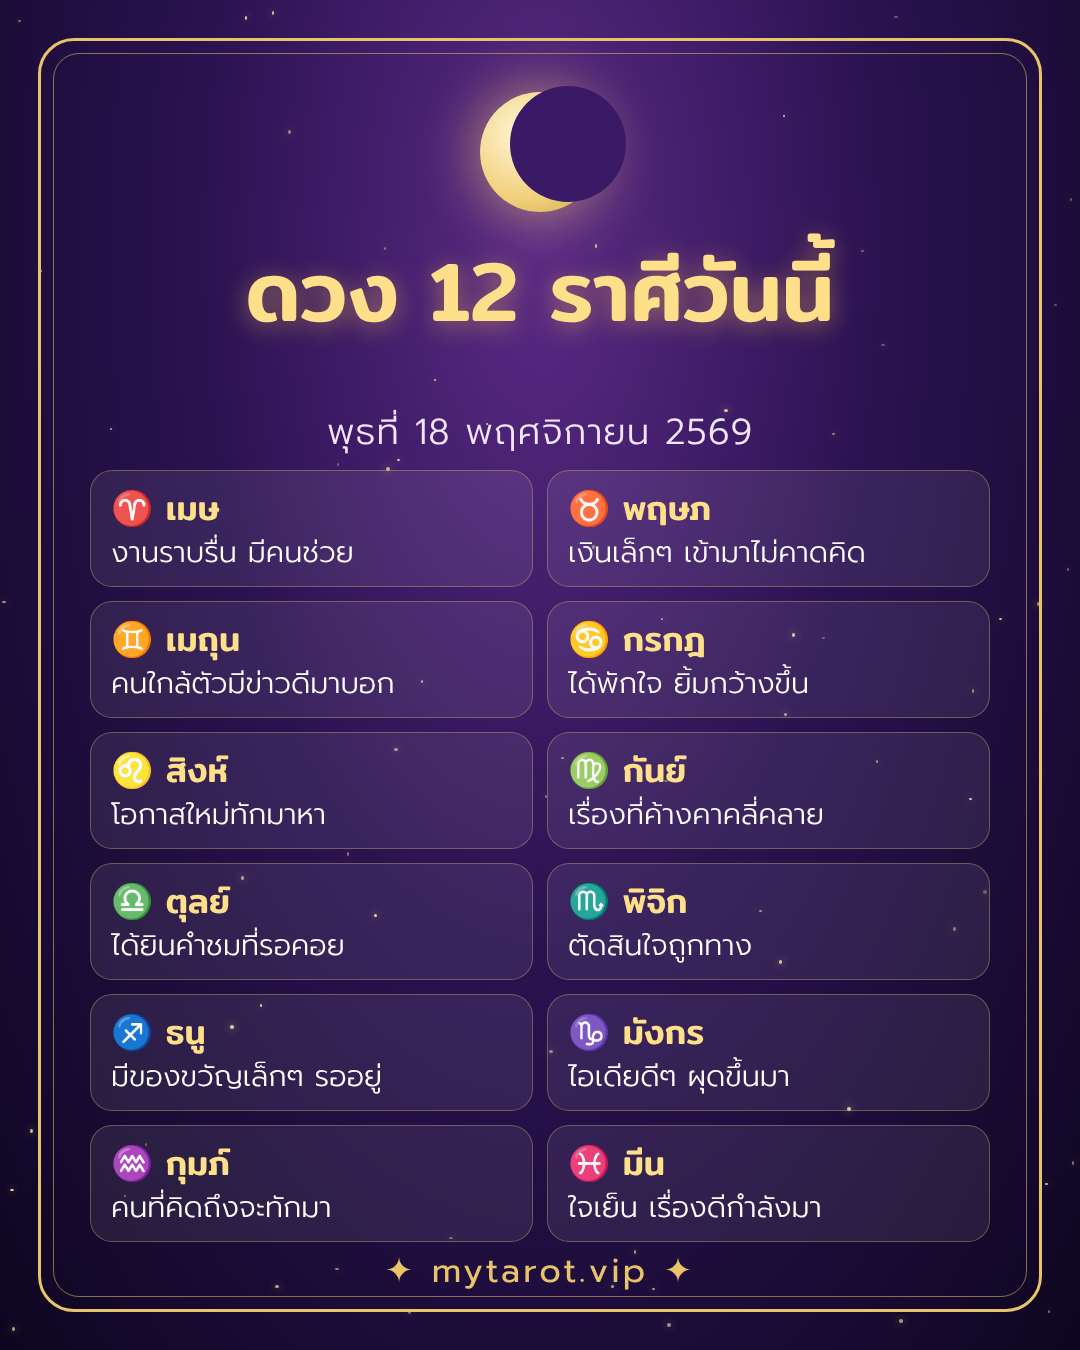 ดวง 12 ราศีวันนี้
พุธที่ 18 พฤศจิกายน 2569
♈ เมษ
งานราบรื่น มีคนช่วย
♉ พฤษภ
เงินเล็กๆ เข้ามาไม่คาดคิด
♊ เมถุน
คนใกล้ตัวมีข่าวดีมาบอก
♋ กรกฎ
ได้พักใจ ยิ้มกว้างขึ้น
♌ สิงห์
โอกาสใหม่ทักมาหา
♍ กันย์
เรื่องที่ค้างคาคลี่คลาย
♎ ตุลย์
ได้ยินคำชมที่รอคอย
♏ พิจิก
ตัดสินใจถูกทาง
♐ ธนู
มีของขวัญเล็กๆ รออยู่
♑ มังกร
ไอเดียดีๆ ผุดขึ้นมา
♒ กุมภ์
คนที่คิดถึงจะทักมา
♓ มีน
ใจเย็น เรื่องดีกำลังมา
✦ mytarot.vip ✦